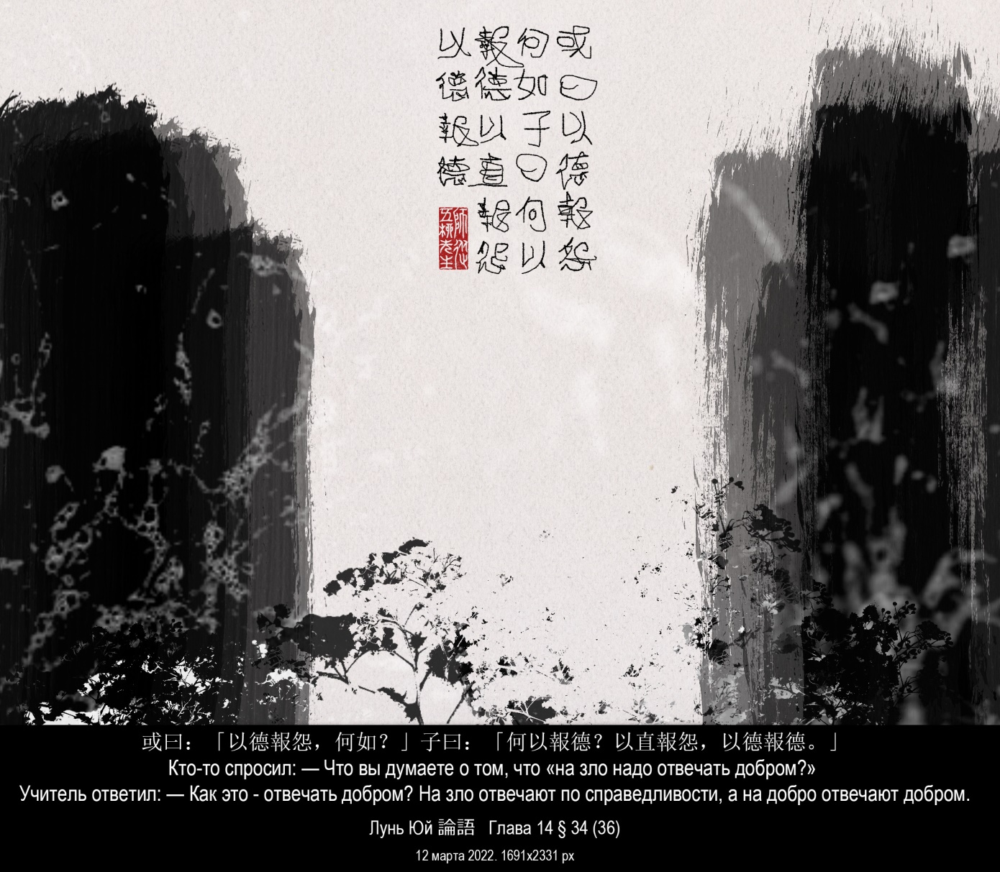 或曰以德報怨
何如子曰何以
報德以直報怨
以德報德
或曰：「以德報怨，何如？」子曰：「何以報德？以直報怨，以德報德。」
Кто-то спросил: — Что вы думаете о том, что «на зло надо отвечать добром?»
Учитель ответил: — Как это - отвечать добром? На зло отвечают по справедливости, а на добро отвечают добром.
Лунь Юй 論語 Глава 14 § 34 (36)
12 марта 2022. 1691x2331 px